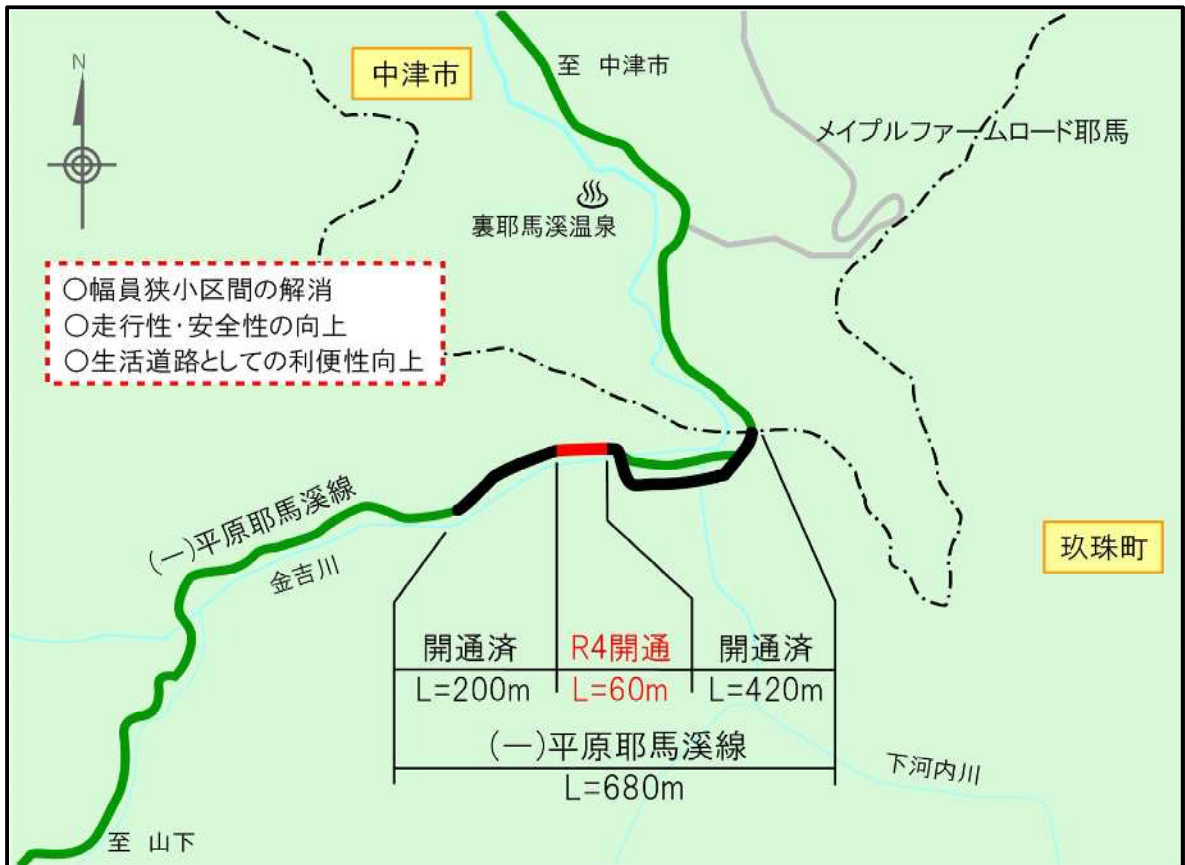 N
中津市
至 中津市
メイプルファームロード耶馬
裏耶馬溪温泉
○幅員狭小区間の解消
○走行性・安全性の向上
○生活道路としての利便性向上
(一)平原耶馬溪線
金吉川
玖珠町
開通済
R4開通
開通済
L=200m
L=60m
L=420m
(一)平原耶馬溪線
L=680m
下河内川
至 山下